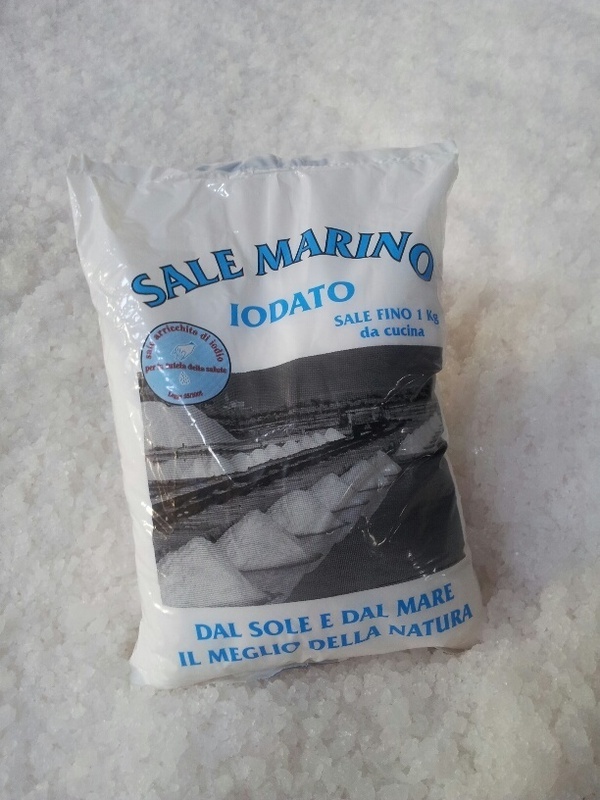 SALE MARINO
IODATO
SALE FINO 1 Kg
da cucina
sale arricchito di iodio
per la tutela della salute
DAL SOLE E DAL MARE
IL MEGLIO DELLA NATURA